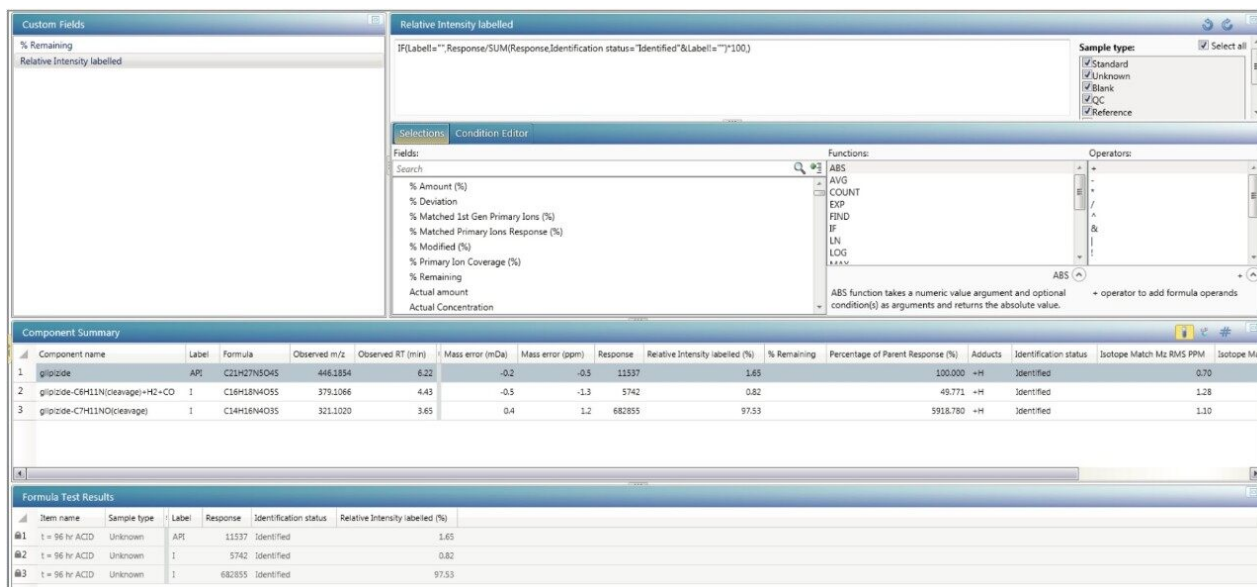 Custom Fields
% Remaining
Relative Intensity labelled
Relative Intensity labelled
IF(Label!="",Response/SUM(Response,Identification status="Identified"&Label!="")*100,)
Sample type: Select all
Standard
Unknown
Blank
QC
Reference
Selections Condition Editor
Fields:
Search
% Amount (%)
% Deviation
% Matched 1st Gen Primary Ions (%)
% Matched Primary Ions Response (%)
% Modified (%)
% Primary Ion Coverage (%)
% Remaining
Actual amount
Actual Concentration
Functions:
ABS
AVG
COUNT
EXP
FIND
IF
LN
LOG
MAX
ABS
ABS function takes a numeric value argument and optional
condition(s) as arguments and returns the absolute value.
Operators:
+
-
*
/
^
&
|
!
+
+ operator to add formula operands
Component Summary
Component name Label Formula Observed m/z Observed RT (min) Mass error (mDa) Mass error (ppm) Response Relative Intensity labelled (%) % Remaining Percentage of Parent Response (%) Adducts Identification status Isotope Match Mz RMS PPM Isotope Ma
1 glipizide API C21H27N5O4S 446.1854 6.22 -0.2 -0.5 11537 1.65 100.000 +H Identified 0.70
2 glipizide-C6H11N(cleavage)+H2+CO I C16H18N4O5S 379.1066 4.43 -0.5 -1.3 5742 0.82 49.771 +H Identified 1.28
3 glipizide-C7H11NO(cleavage) I C14H16N4O3S 321.1020 3.65 0.4 1.2 682855 97.53 5918.780 +H Identified 1.10
Formula Test Results
Item name Sample type Label Response Identification status Relative Intensity labelled (%)
1 t = 96 hr ACID Unknown API 11537 Identified 1.65
2 t = 96 hr ACID Unknown I 5742 Identified 0.82
3 t = 96 hr ACID Unknown I 682855 Identified 97.53